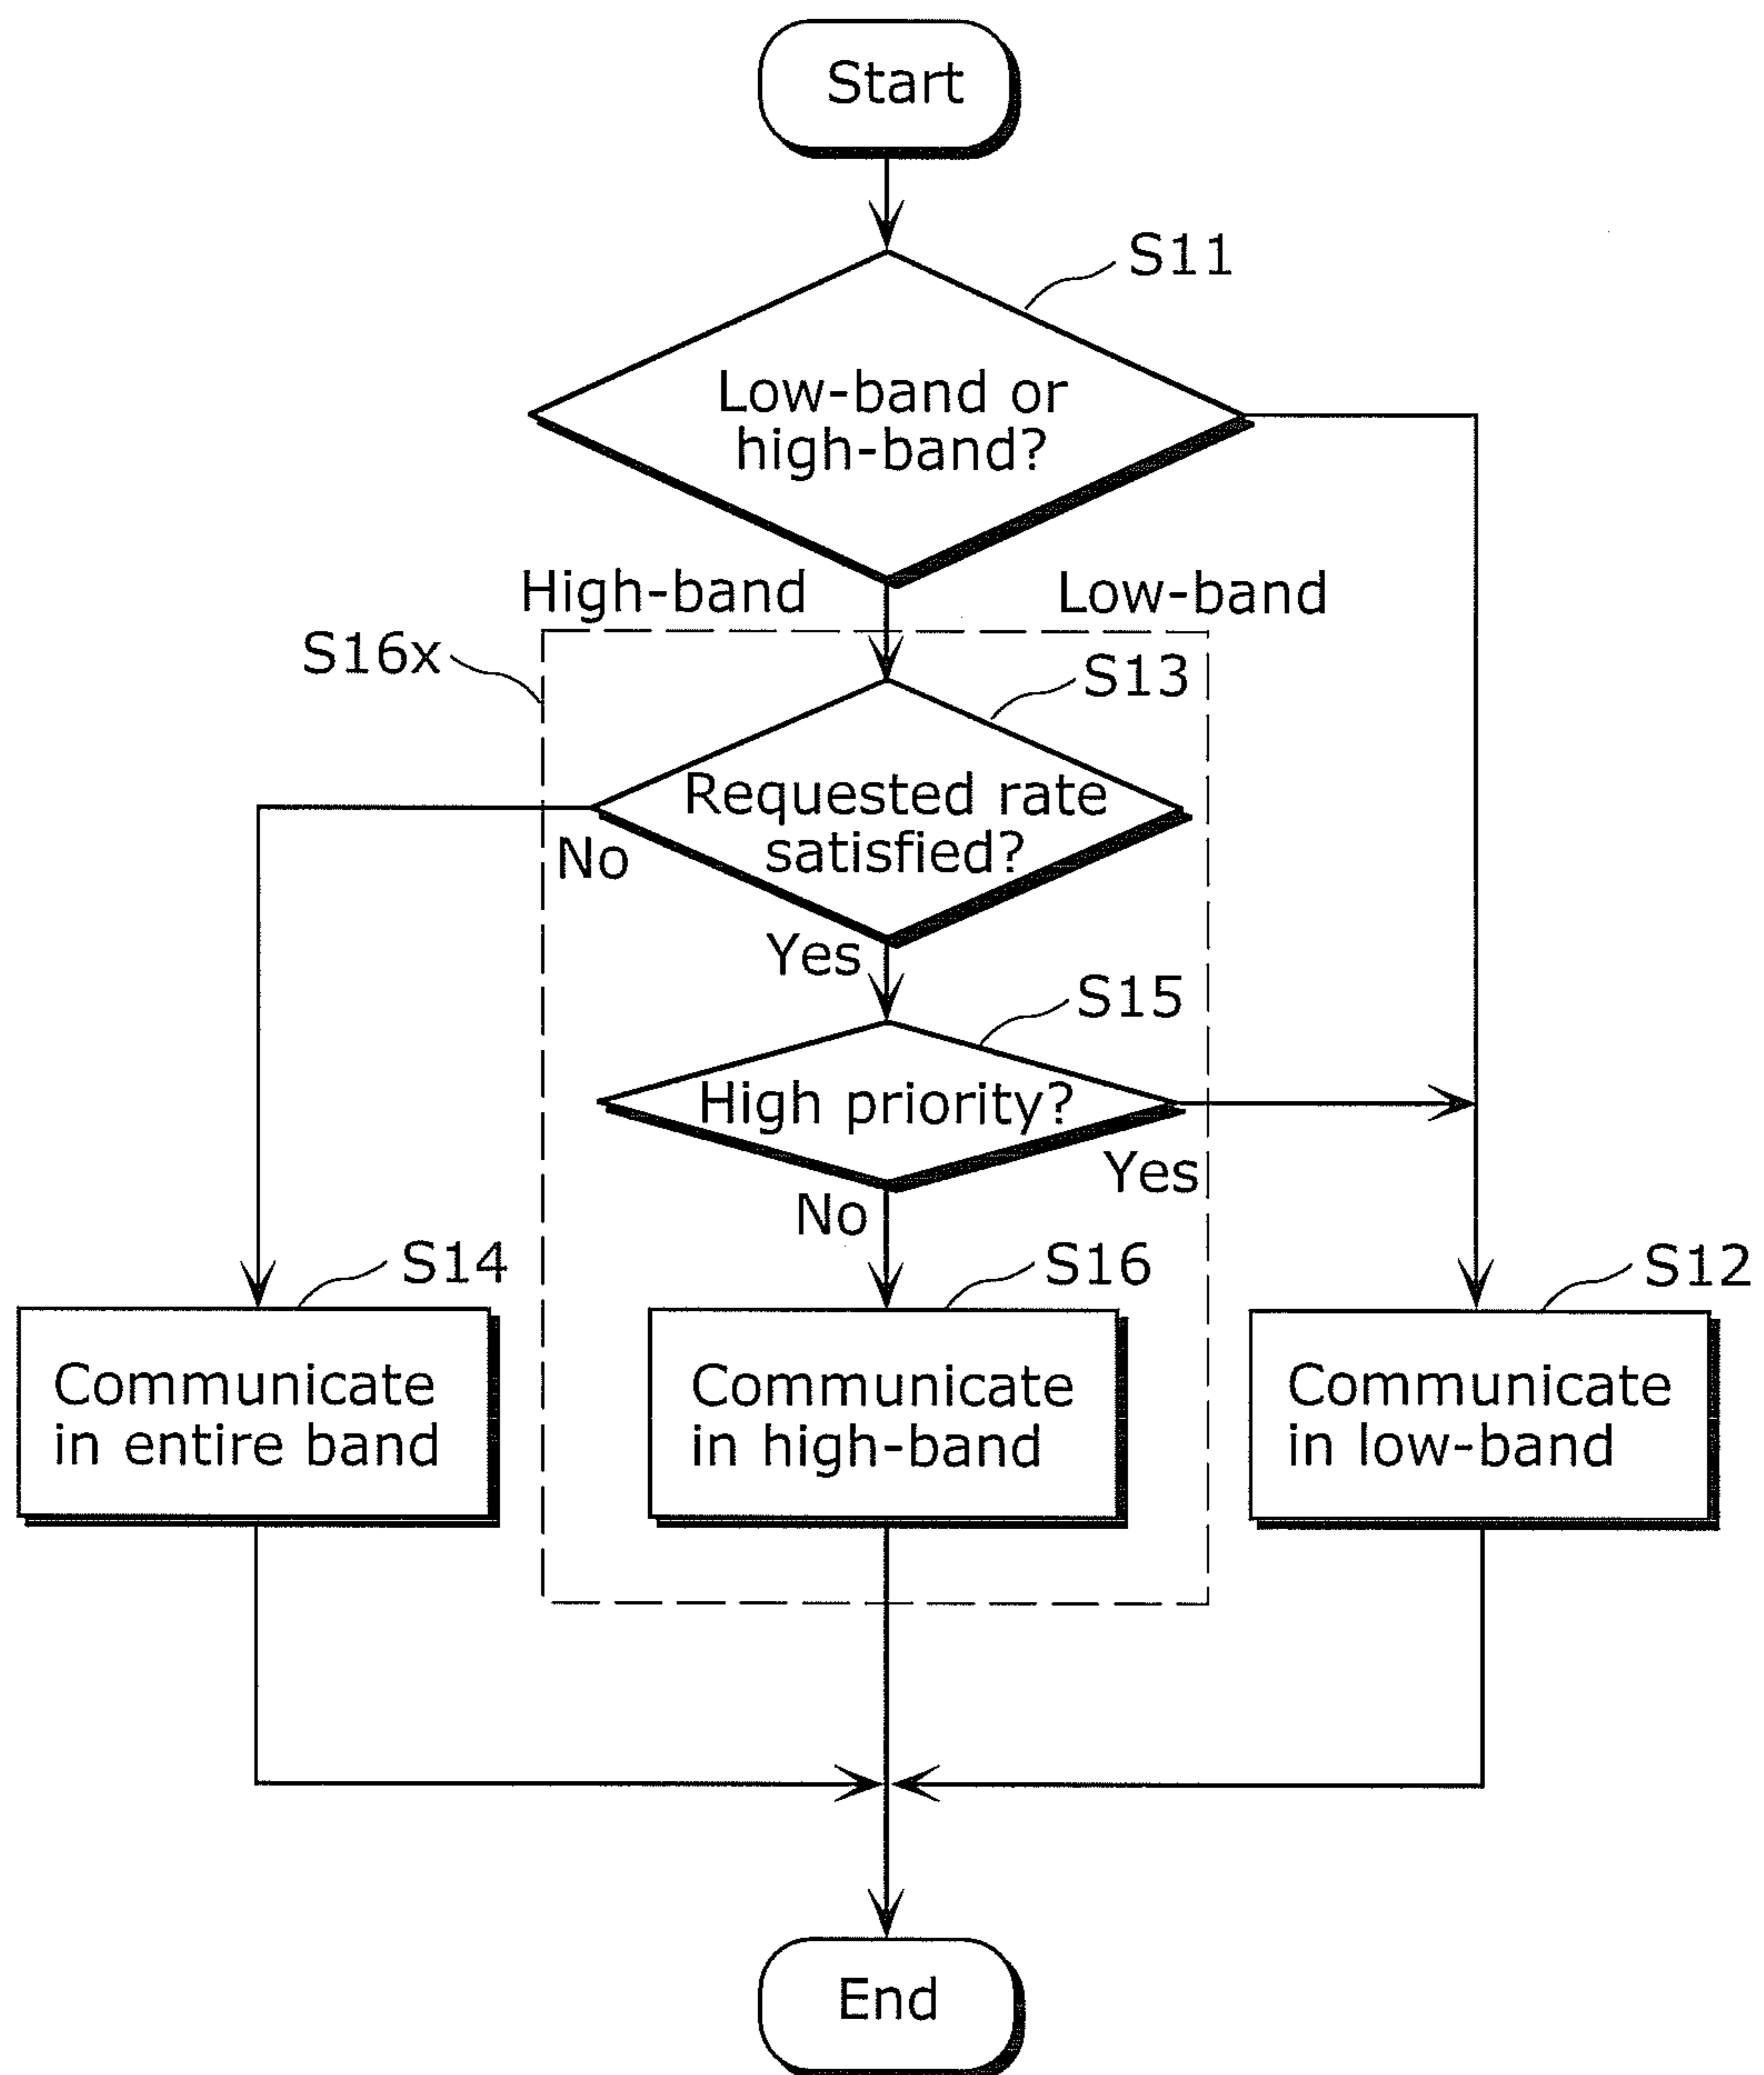 Start
S11
Low-band or
high-band?
High-band
Low-band
S16x
S13
Requested rate
satisfied?
No
Yes
S15
High priority?
Yes
No
S14
S16
S12
Communicate
in entire band
Communicate
in high-band
Communicate
in low-band
End